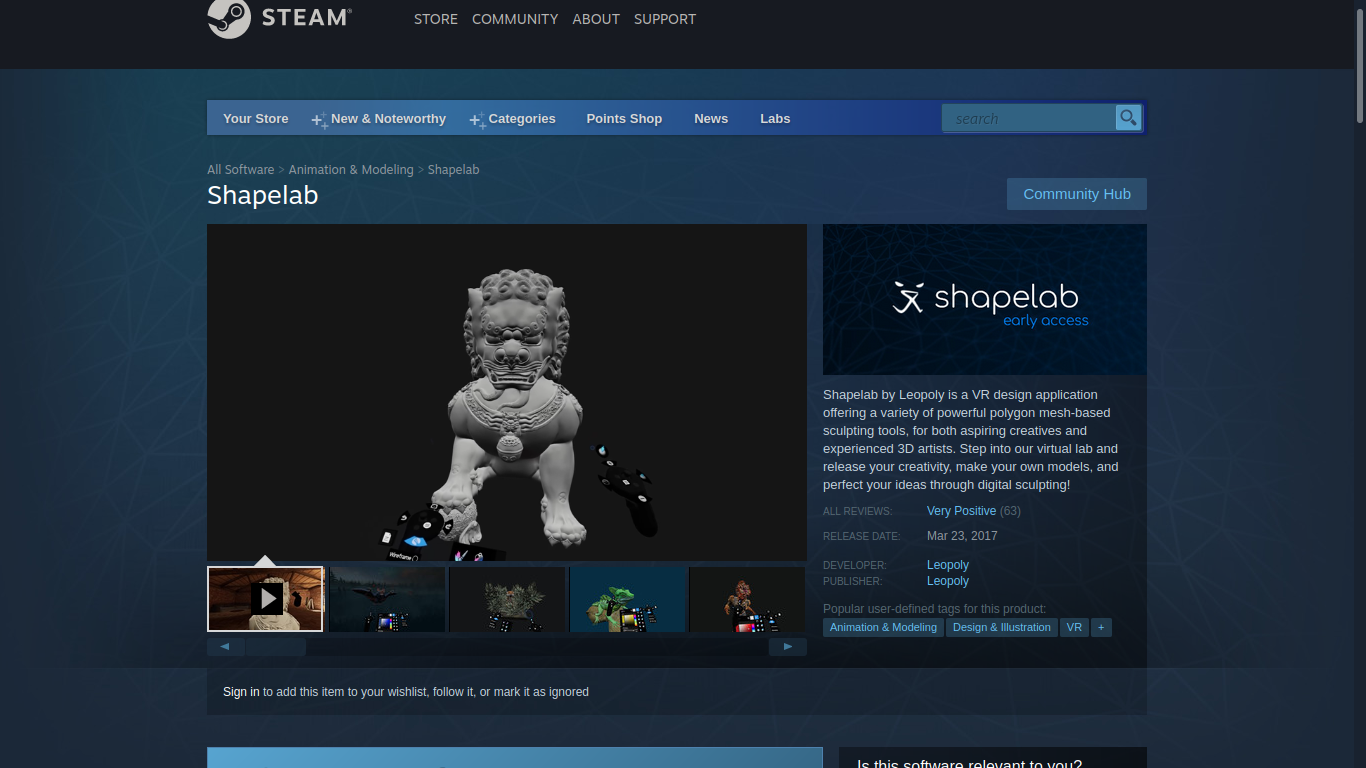 STEAM®
STORE COMMUNITY ABOUT SUPPORT
Your Store New & Noteworthy Categories Points Shop News Labs search
All Software > Animation & Modeling > Shapelab
Shapelab
Community Hub
shapelab
early access
Shapelab by Leopoly is a VR design application
offering a variety of powerful polygon mesh-based
sculpting tools, for both aspiring creatives and
experienced 3D artists. Step into our virtual lab and
release your creativity, make your own models, and
perfect your ideas through digital sculpting!
ALL REVIEWS: Very Positive (63)
RELEASE DATE: Mar 23, 2017
DEVELOPER: Leopoly
PUBLISHER: Leopoly
Popular user-defined tags for this product:
Animation & Modeling Design & Illustration VR +
Wireframe
Sign in to add this item to your wishlist, follow it, or mark it as ignored
Is this software relevant to you?